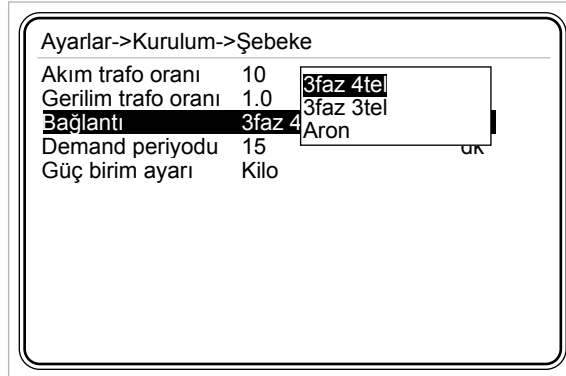 Ayarlar->Kurulum->Şebeke
Akım trafo oranı 10
Gerilim trafo oranı 1.0
Bağlantı 3faz 4
Demand periyodu 15 dk
Güç birim ayarı Kilo
3faz 4tel
3faz 3tel
Aron